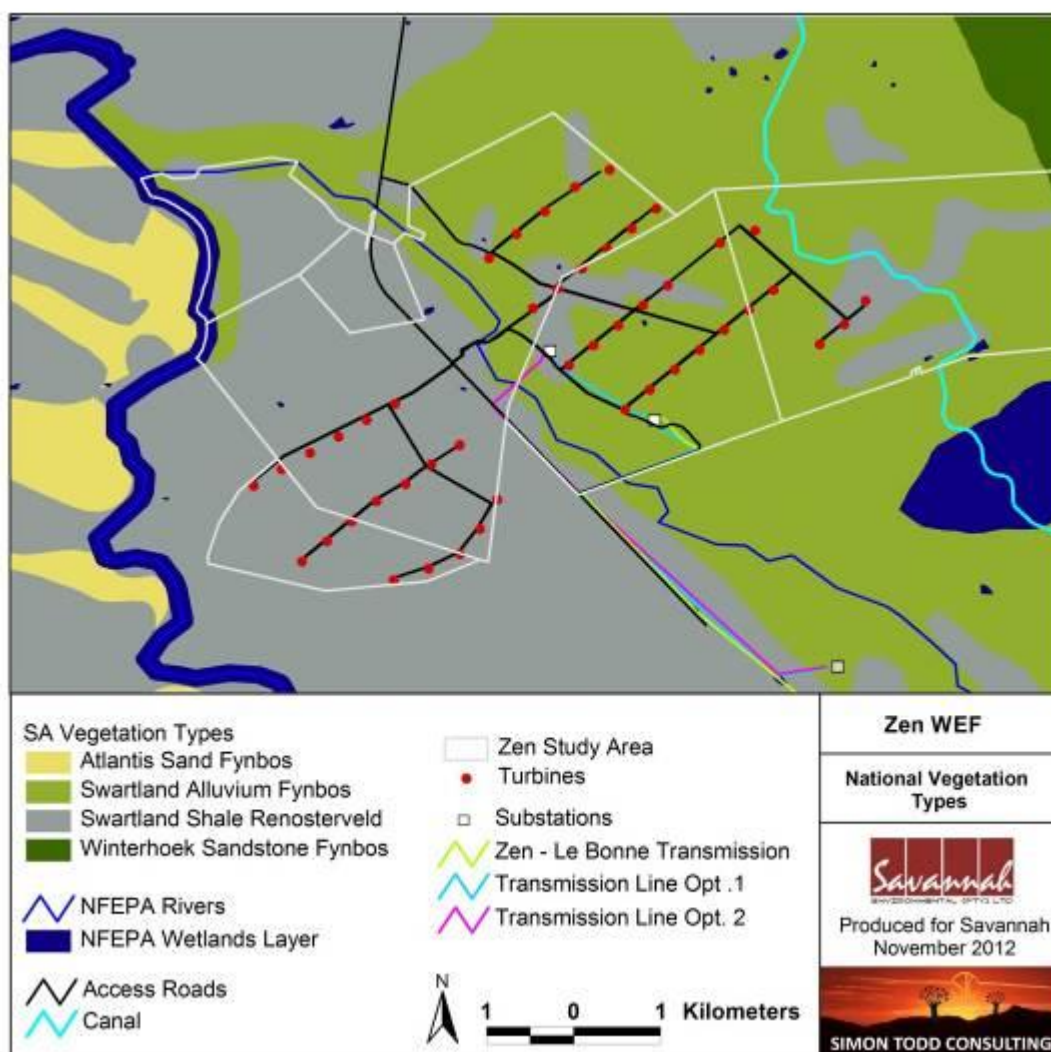 SA Vegetation Types
Atlantis Sand Fynbos
Swartland Alluvium Fynbos
Swartland Shale Renosterveld
Winterhoek Sandstone Fynbos
NFEPA Rivers
NFEPA Wetlands Layer
Access Roads
Canal
Zen Study Area
Turbines
Substations
Zen - Le Bonne Transmission
Transmission Line Opt .1
Transmission Line Opt. 2
N
1 0 1 Kilometers
Zen WEF
National Vegetation
Types
Savannah
ENVIRONMENTAL (PTY) LTD
Produced for Savannah
November 2012
SIMON TODD CONSULTING